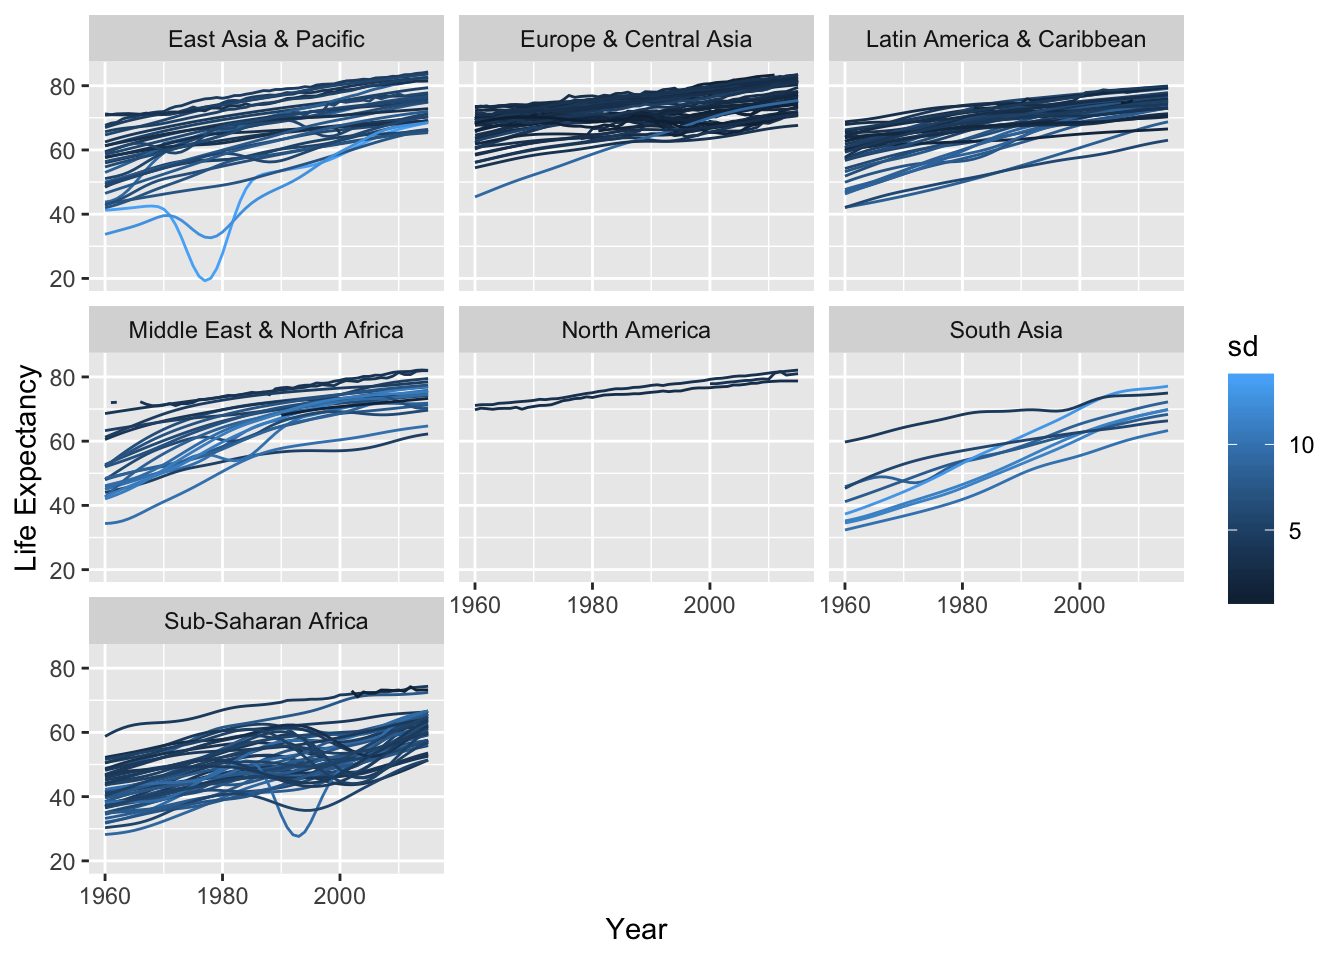 East Asia & Pacific
Europe & Central Asia
Latin America & Caribbean
80
60
40
20
Middle East & North Africa
North America
South Asia
80
60
40
20
1960 1980 2000
1960 1980 2000
Sub-Saharan Africa
80
60
40
20
1960 1980 2000
Life Expectancy
Year
sd
10
5